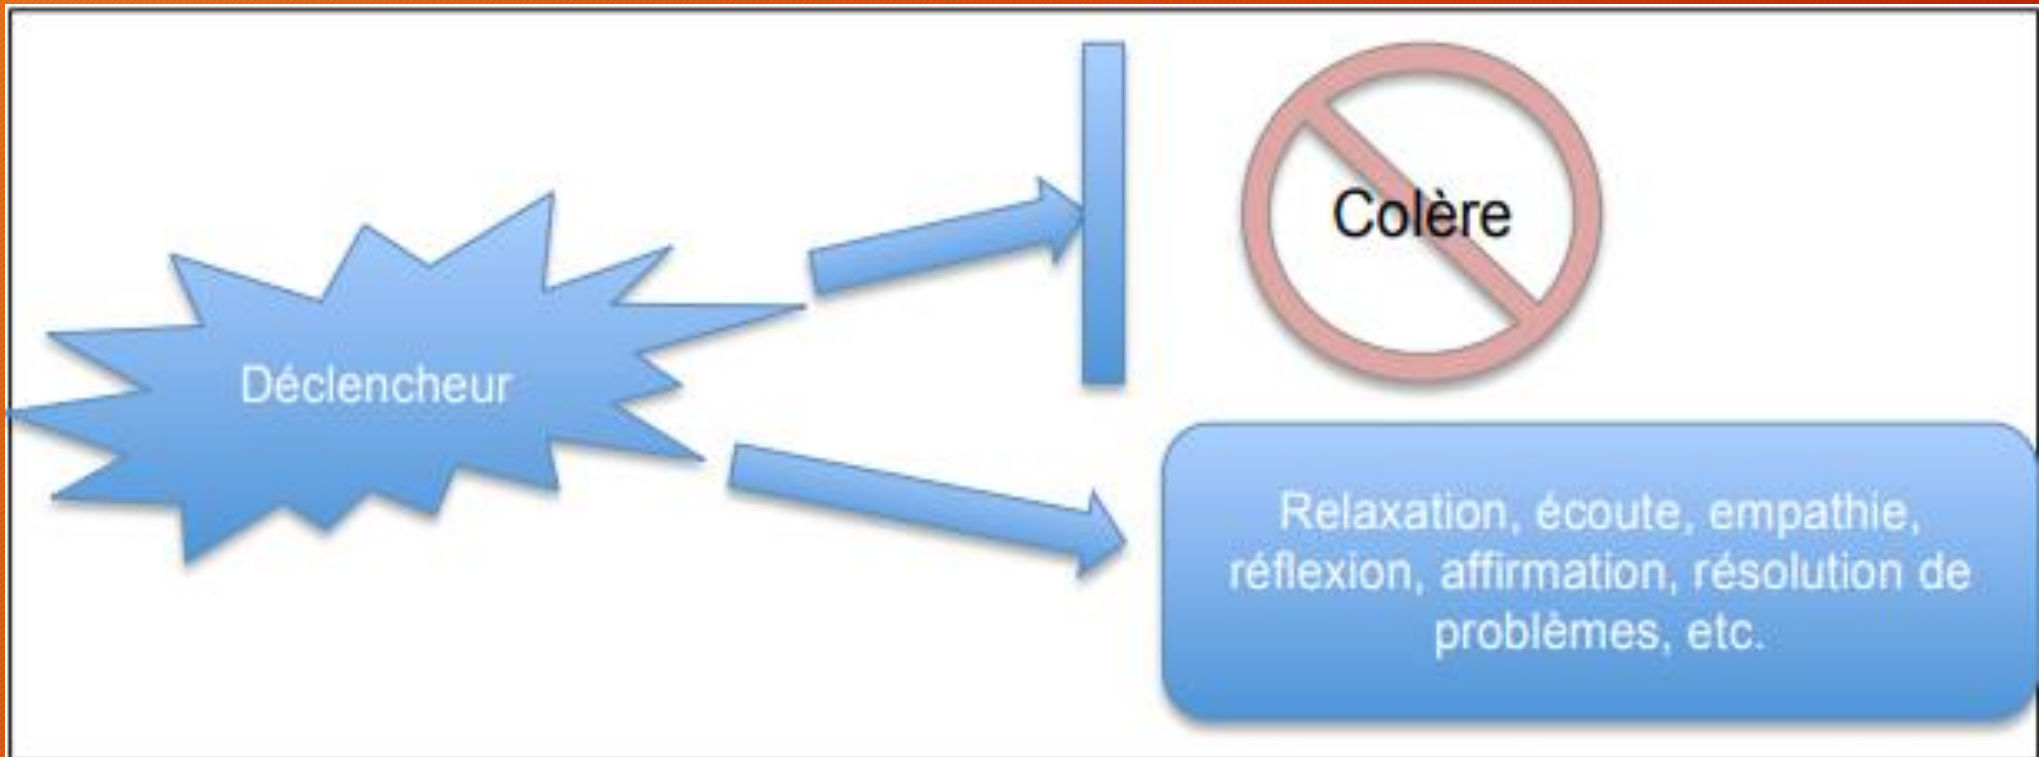 Colère
Déclencheur
Relaxation, écoute, empathie,
réflexion, affirmation, résolution de
problèmes, etc.